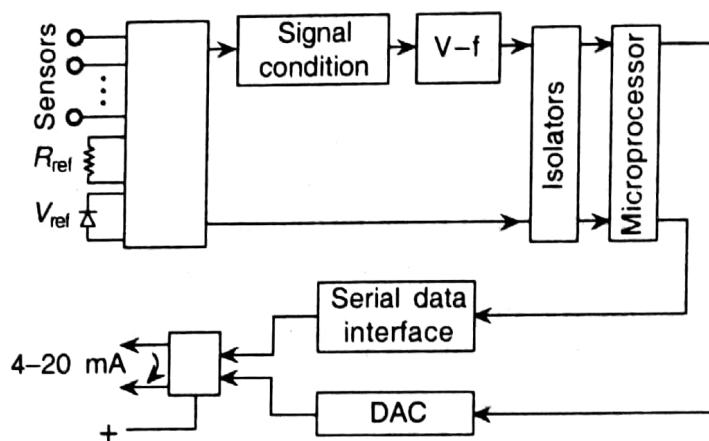 Sensors
R_ref
V_ref
Signal
condition
V–f
Isolators
Microprocessor
Serial data
interface
4–20 mA
DAC
+